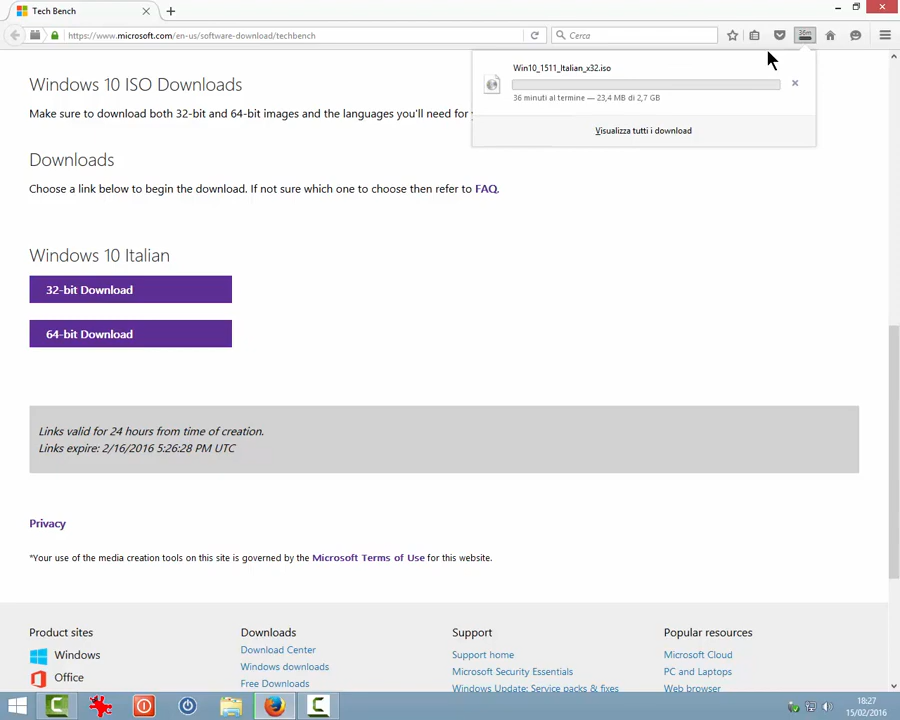 Tech Bench
https://www.microsoft.com/en-us/software-download/techbench
Cerca
36m
Win10_1511_Italian_x32.iso
36 minuti al termine — 23,4 MB di 2,7 GB
Visualizza tutti i download
Windows 10 ISO Downloads
Make sure to download both 32-bit and 64-bit images and the languages you'll need for y
Downloads
Choose a link below to begin the download. If not sure which one to choose then refer to FAQ.
Windows 10 Italian
32-bit Download
64-bit Download
Links valid for 24 hours from time of creation.
Links expire: 2/16/2016 5:26:28 PM UTC
Privacy
*Your use of the media creation tools on this site is governed by the Microsoft Terms of Use for this website.
Product sites
Windows
Office
Downloads
Download Center
Windows downloads
Free Downloads
Support
Support home
Microsoft Security Essentials
Windows Update: Service packs & fixes
Popular resources
Microsoft Cloud
PC and Laptops
Web browser
18:27
15/02/2016